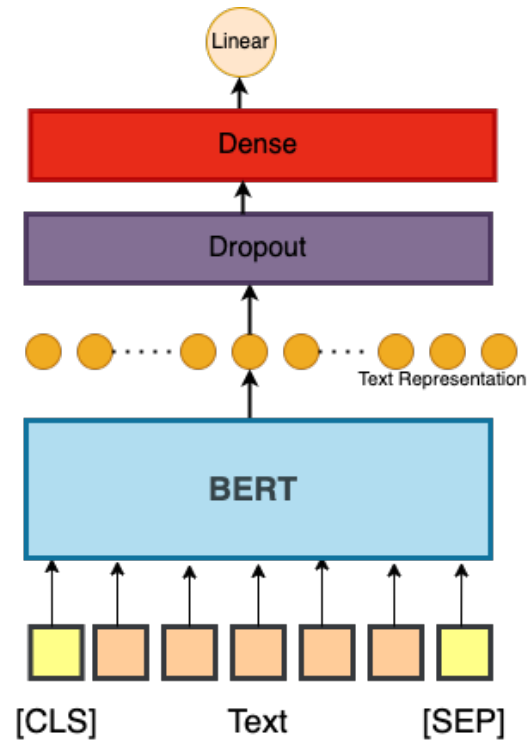 Linear
Dense
Dropout
Text Representation
BERT
[CLS] Text [SEP]